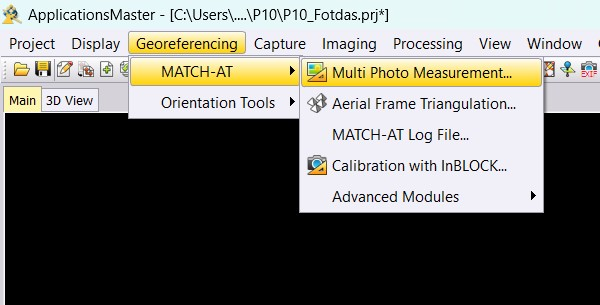 ApplicationsMaster - [C:\Users\....\P10\P10_Fotdas.prj*]
Project Display Georeferencing Capture Imaging Processing View Window
MATCH-AT Multi Photo Measurement...
EXIF
Main 3D View Orientation Tools Aerial Frame Triangulation...
MATCH-AT Log File...
Calibration with InBLOCK...
Advanced Modules